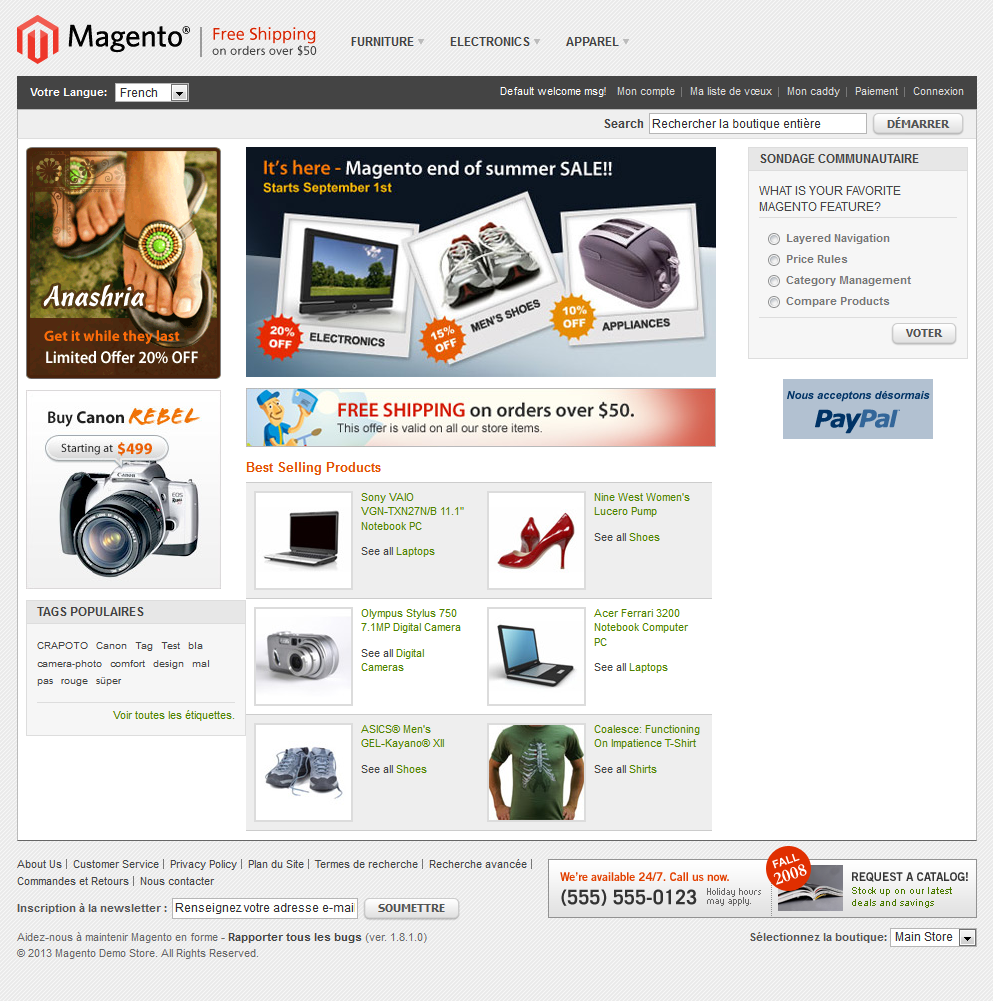 Magento®
Free Shipping
on orders over $50
FURNITURE
ELECTRONICS
APPAREL
Votre Langue:
French
Default welcome msg!
Mon compte
Ma liste de vœux
Mon caddy
Paiement
Connexion
Search
Rechercher la boutique entière
DÉMARRER
Anashria
Get it while they last
Limited Offer 20% OFF
It's here - Magento end of summer SALE!!
Starts September 1st
20%
OFF
ELECTRONICS
15%
OFF
MEN'S SHOES
10%
OFF
APPLIANCES
SONDAGE COMMUNAUTAIRE
WHAT IS YOUR FAVORITE
MAGENTO FEATURE?
Layered Navigation
Price Rules
Category Management
Compare Products
VOTER
Nous acceptons désormais
PayPal
Buy Canon REBEL
Starting at $499
Canon
EOS
FREE SHIPPING on orders over $50.
This offer is valid on all our store items.
Best Selling Products
Sony VAIO
VGN-TXN27N/B 11.1"
Notebook PC
See all Laptops
Nine West Women's
Lucero Pump
See all Shoes
Olympus Stylus 750
7.1MP Digital Camera
See all Digital
Cameras
Acer Ferrari 3200
Notebook Computer
PC
See all Laptops
ASICS® Men's
GEL-Kayano® XII
See all Shoes
Coalesce: Functioning
On Impatience T-Shirt
See all Shirts
TAGS POPULAIRES
CRAPOTO Canon Tag Test bla
camera-photo comfort design mal
pas rouge süper
Voir toutes les étiquettes.
About Us | Customer Service | Privacy Policy | Plan du Site | Termes de recherche | Recherche avancée |
Commandes et Retours | Nous contacter
Inscription à la newsletter :
Renseignez votre adresse e-mai
SOUMETTRE
We're available 24/7. Call us now.
(555) 555-0123
Holiday hours
may apply.
FALL
2008
REQUEST A CATALOG!
Stock up on our latest
deals and savings
Aidez-nous à maintenir Magento en forme - Rapporter tous les bugs (ver. 1.8.1.0)
© 2013 Magento Demo Store. All Rights Reserved.
Sélectionnez la boutique:
Main Store